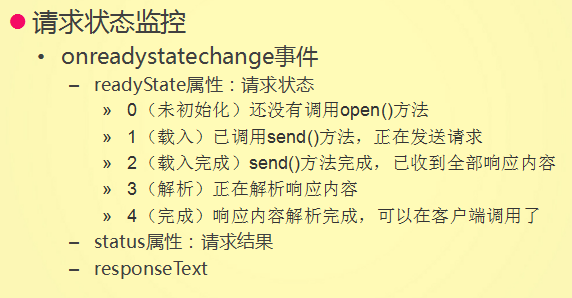 ● 请求状态监控
• onreadystatechange事件
– readyState属性：请求状态
» 0（未初始化）还没有调用open()方法
» 1（载入）已调用send()方法，正在发送请求
» 2（载入完成）send()方法完成，已收到全部响应内容
» 3（解析）正在解析响应内容
» 4（完成）响应内容解析完成，可以在客户端调用了
– status属性：请求结果
– responseText